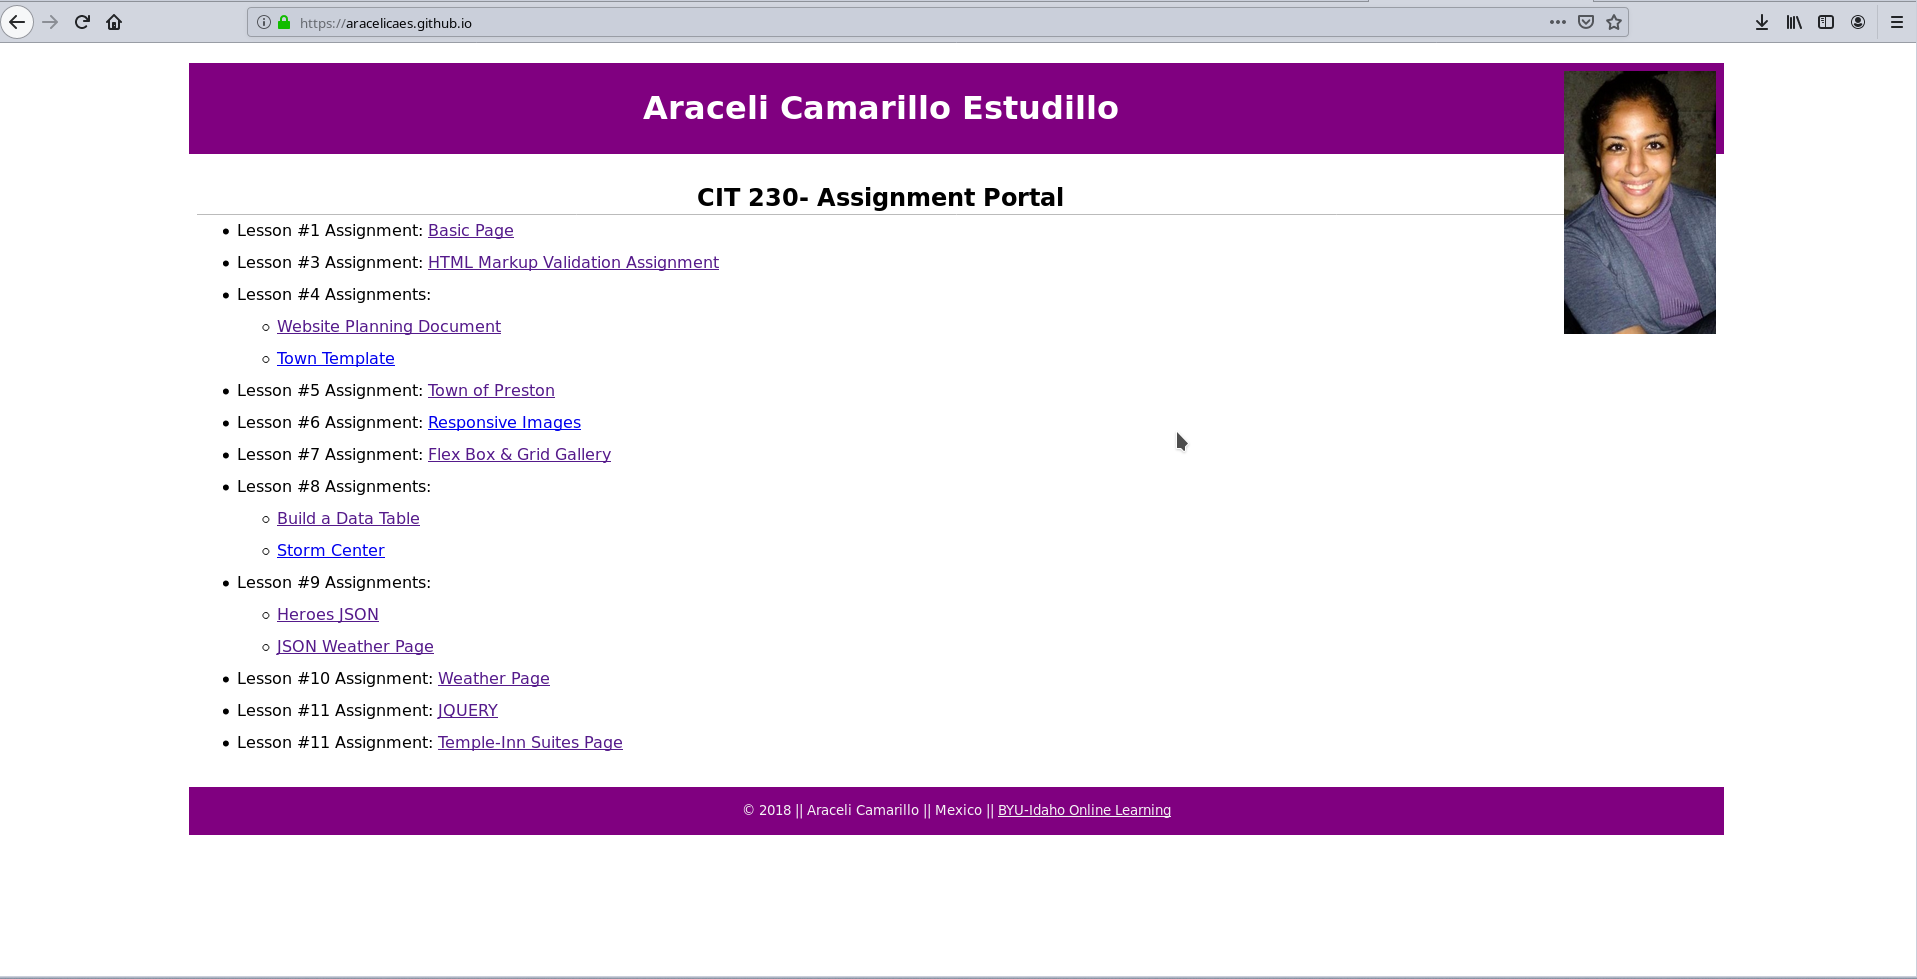 https://aracelicaes.github.io
Araceli Camarillo Estudillo
CIT 230- Assignment Portal
Lesson #1 Assignment: Basic Page
Lesson #3 Assignment: HTML Markup Validation Assignment
Lesson #4 Assignments:
Website Planning Document
Town Template
Lesson #5 Assignment: Town of Preston
Lesson #6 Assignment: Responsive Images
Lesson #7 Assignment: Flex Box & Grid Gallery
Lesson #8 Assignments:
Build a Data Table
Storm Center
Lesson #9 Assignments:
Heroes JSON
JSON Weather Page
Lesson #10 Assignment: Weather Page
Lesson #11 Assignment: JQUERY
Lesson #11 Assignment: Temple-Inn Suites Page
© 2018 || Araceli Camarillo || Mexico || BYU-Idaho Online Learning